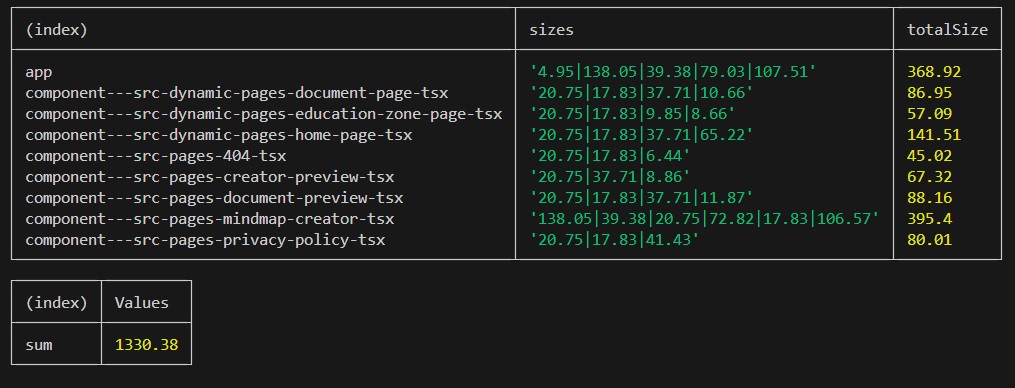 (index) sizes totalSize
app '4.95|138.05|39.38|79.03|107.51' 368.92
component---src-dynamic-pages-document-page-tsx '20.75|17.83|37.71|10.66' 86.95
component---src-dynamic-pages-education-zone-page-tsx '20.75|17.83|9.85|8.66' 57.09
component---src-dynamic-pages-home-page-tsx '20.75|17.83|37.71|65.22' 141.51
component---src-pages-404-tsx '20.75|17.83|6.44' 45.02
component---src-pages-creator-preview-tsx '20.75|37.71|8.86' 67.32
component---src-pages-document-preview-tsx '20.75|17.83|37.71|11.87' 88.16
component---src-pages-mindmap-creator-tsx '138.05|39.38|20.75|72.82|17.83|106.57' 395.4
component---src-pages-privacy-policy-tsx '20.75|17.83|41.43' 80.01
(index) Values
sum 1330.38